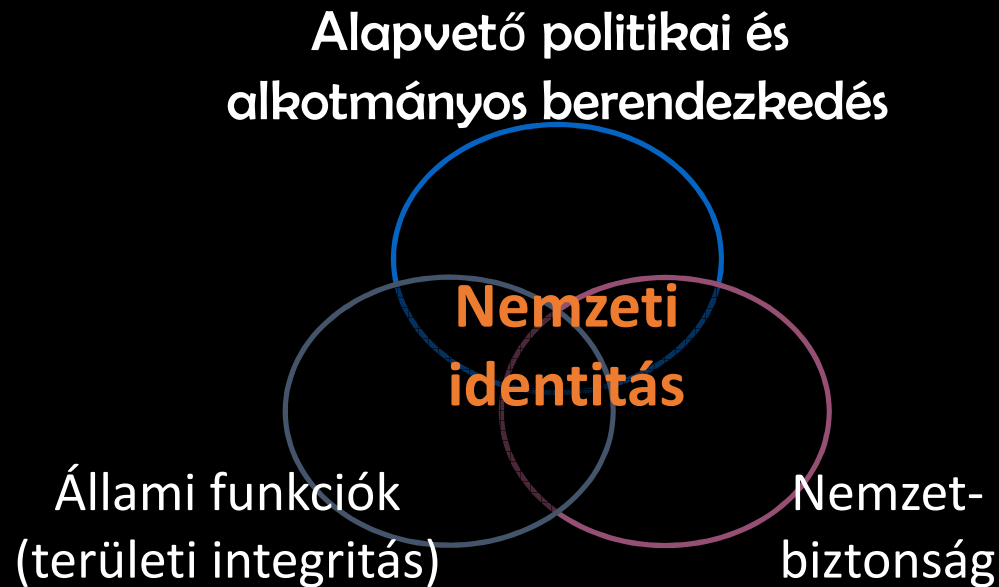 Alapvető politikai és
alkotmányos berendezkedés
Nemzeti
identitás
Állami funkciók
(területi integritás)
Nemzet-
biztonság